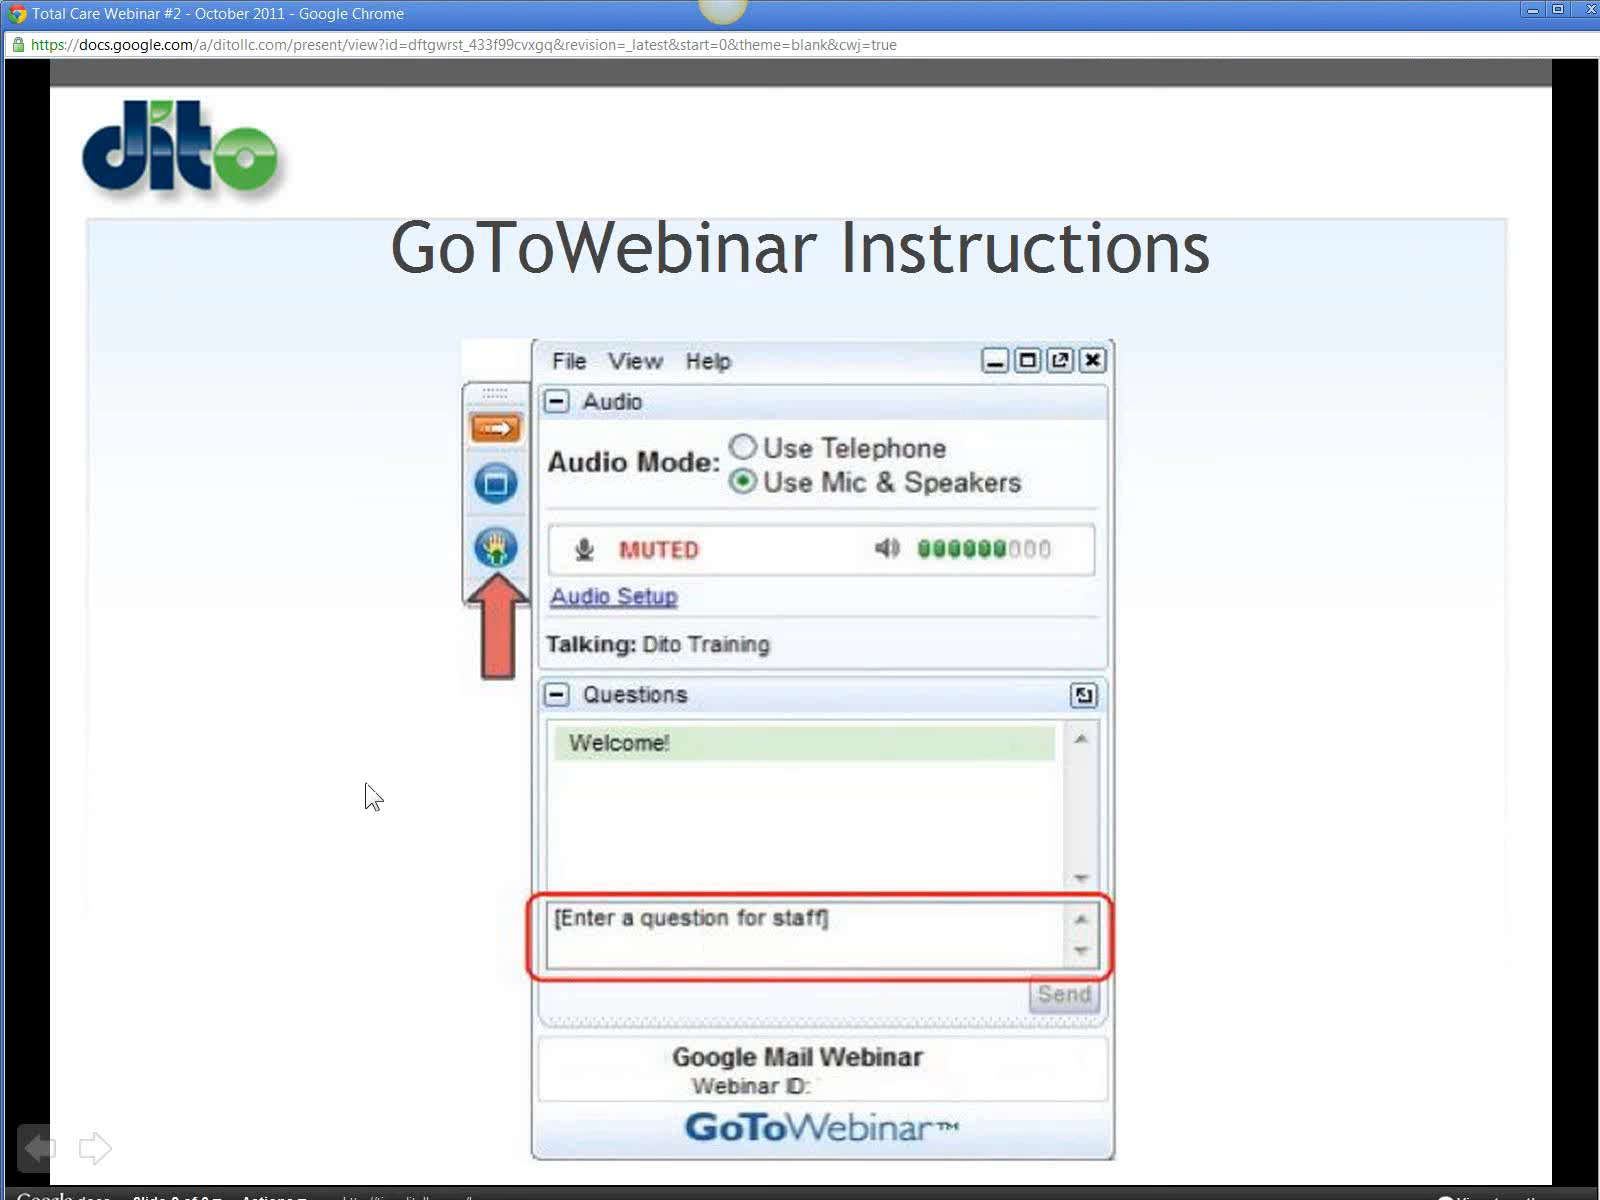 Total Care Webinar #2 - October 2011 - Google Chrome
https://docs.google.com/a/ditollc.com/present/view?id=dftgwrst_433f99cvxgq&revision=_latest&start=0&theme=blank&cwj=true
dito
GoToWebinar Instructions
File View Help
Audio
Audio Mode: Use Telephone
Use Mic & Speakers
MUTED
Audio Setup
Talking: Dito Training
Questions
Welcome!
[Enter a question for staff]
Send
Google Mail Webinar
Webinar ID:
GoToWebinar™